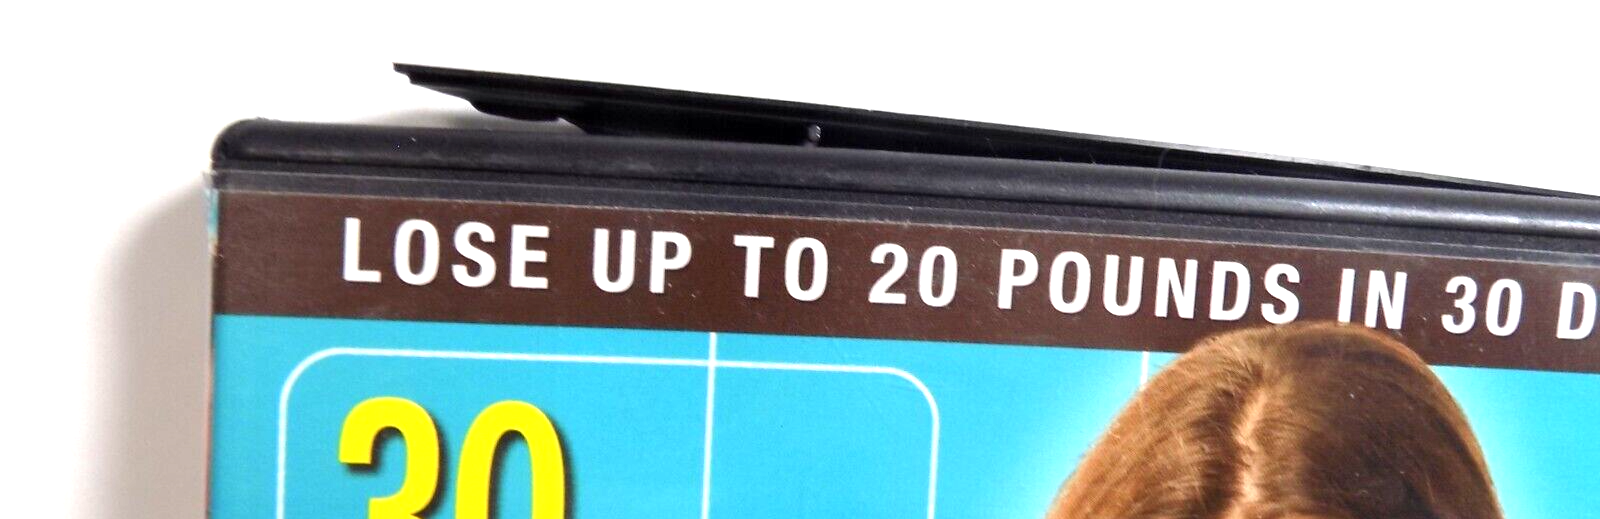 LOSE UP TO 20 POUNDS IN 30 D
30